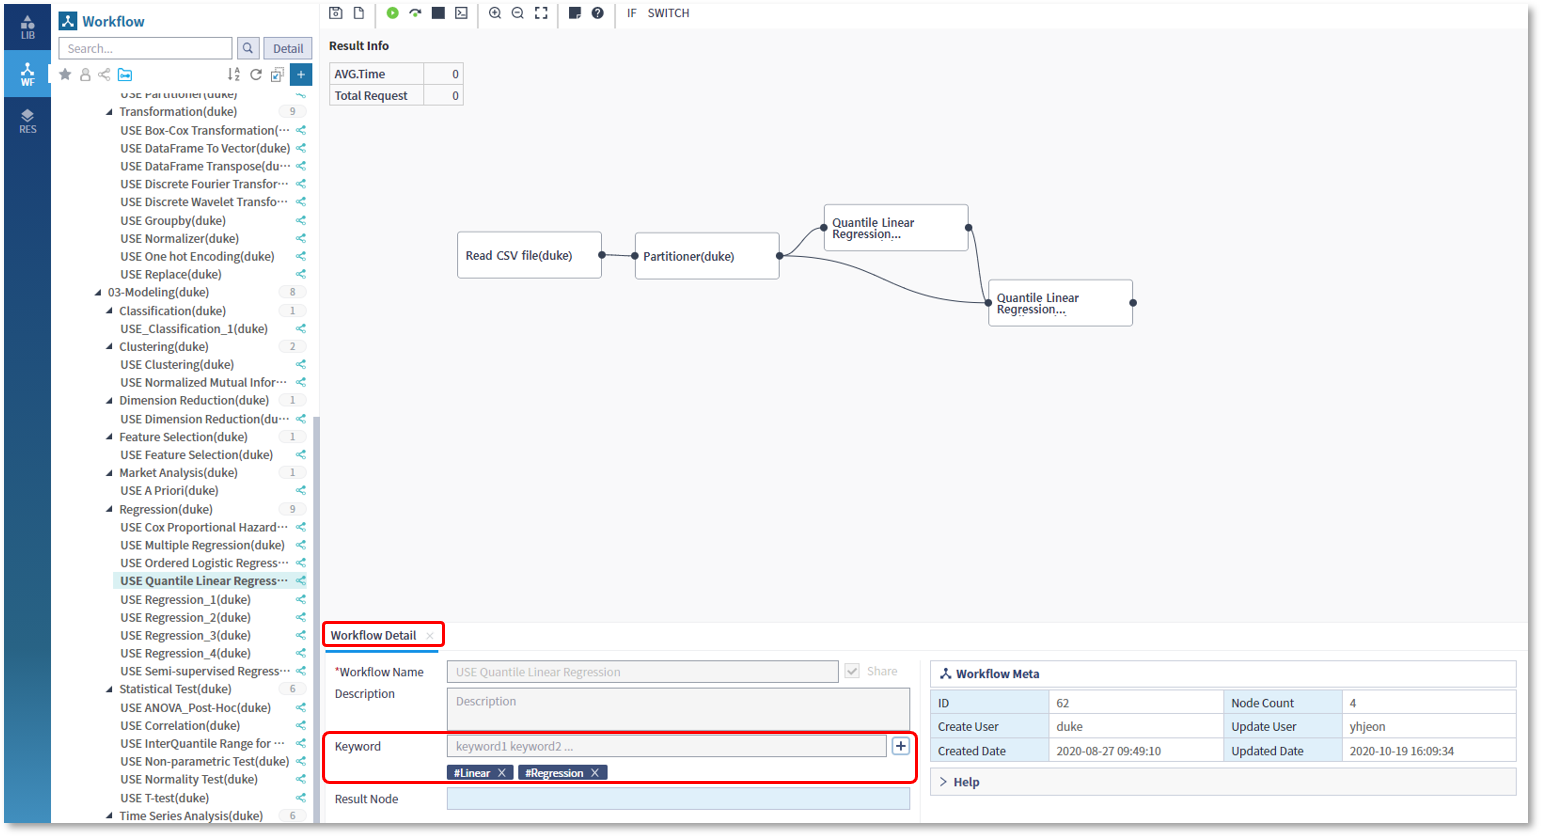 LIB
WF
RES
Workflow
Search...
Detail
USE Partitioner(duke)
Transformation(duke) 9
USE Box-Cox Transformation(···
USE DataFrame To Vector(duke)
USE DataFrame Transpose(du···
USE Discrete Fourier Transfor···
USE Discrete Wavelet Transfo···
USE Groupby(duke)
USE Normalizer(duke)
USE One hot Encoding(duke)
USE Replace(duke)
03-Modeling(duke) 8
Classification(duke) 1
USE_Classification_1(duke)
Clustering(duke) 2
USE Clustering(duke)
USE Normalized Mutual Infor···
Dimension Reduction(duke) 1
USE Dimension Reduction(du···
Feature Selection(duke) 1
USE Feature Selection(duke)
Market Analysis(duke) 1
USE A Priori(duke)
Regression(duke) 9
USE Cox Proportional Hazard···
USE Multiple Regression(duke)
USE Ordered Logistic Regress···
USE Quantile Linear Regress···
USE Regression_1(duke)
USE Regression_2(duke)
USE Regression_3(duke)
USE Regression_4(duke)
USE Semi-supervised Regress···
Statistical Test(duke) 6
USE ANOVA_Post-Hoc(duke)
USE Correlation(duke)
USE InterQuantile Range for ···
USE Non-parametric Test(duke)
USE Normality Test(duke)
USE T-test(duke)
Time Series Analysis(duke) 6
IF SWITCH
Result Info
AVG.Time 0
Total Request 0
Read CSV file(duke)
Partitioner(duke)
Quantile Linear
Regression...
Quantile Linear
Regression...
Workflow Detail ×
*Workflow Name USE Quantile Linear Regression Share
Description Description
Keyword keyword1 keyword2 ...
#Linear X #Regression X
Result Node
Workflow Meta
ID 62 Node Count 4
Create User duke Update User yhjeon
Created Date 2020-08-27 09:49:10 Updated Date 2020-10-19 16:09:34
> Help